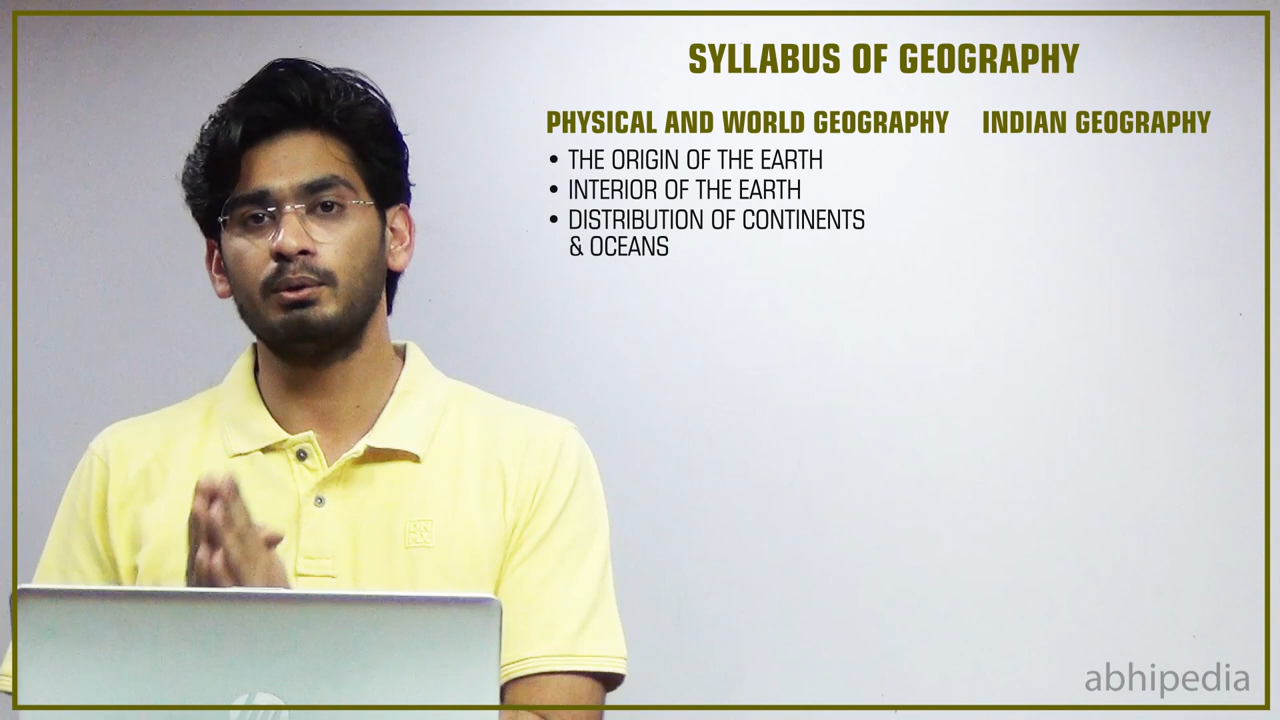 SYLLABUS OF GEOGRAPHY
PHYSICAL AND WORLD GEOGRAPHY
INDIAN GEOGRAPHY
• THE ORIGIN OF THE EARTH
• INTERIOR OF THE EARTH
• DISTRIBUTION OF CONTINENTS
& OCEANS
abhipedia